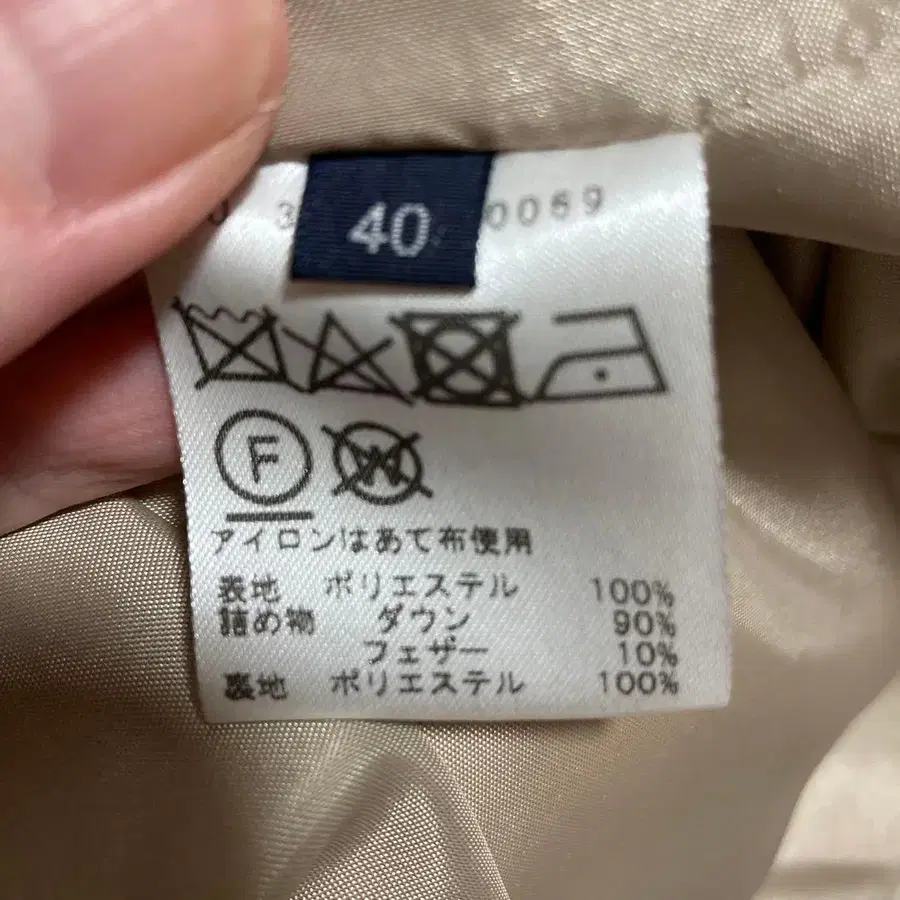 3 40 0069
F
W
アイロンはあて布使用
表地 ポリエステル 100%
詰め物 ダウン 90%
フェザー 10%
裏地 ポリエステル 100%